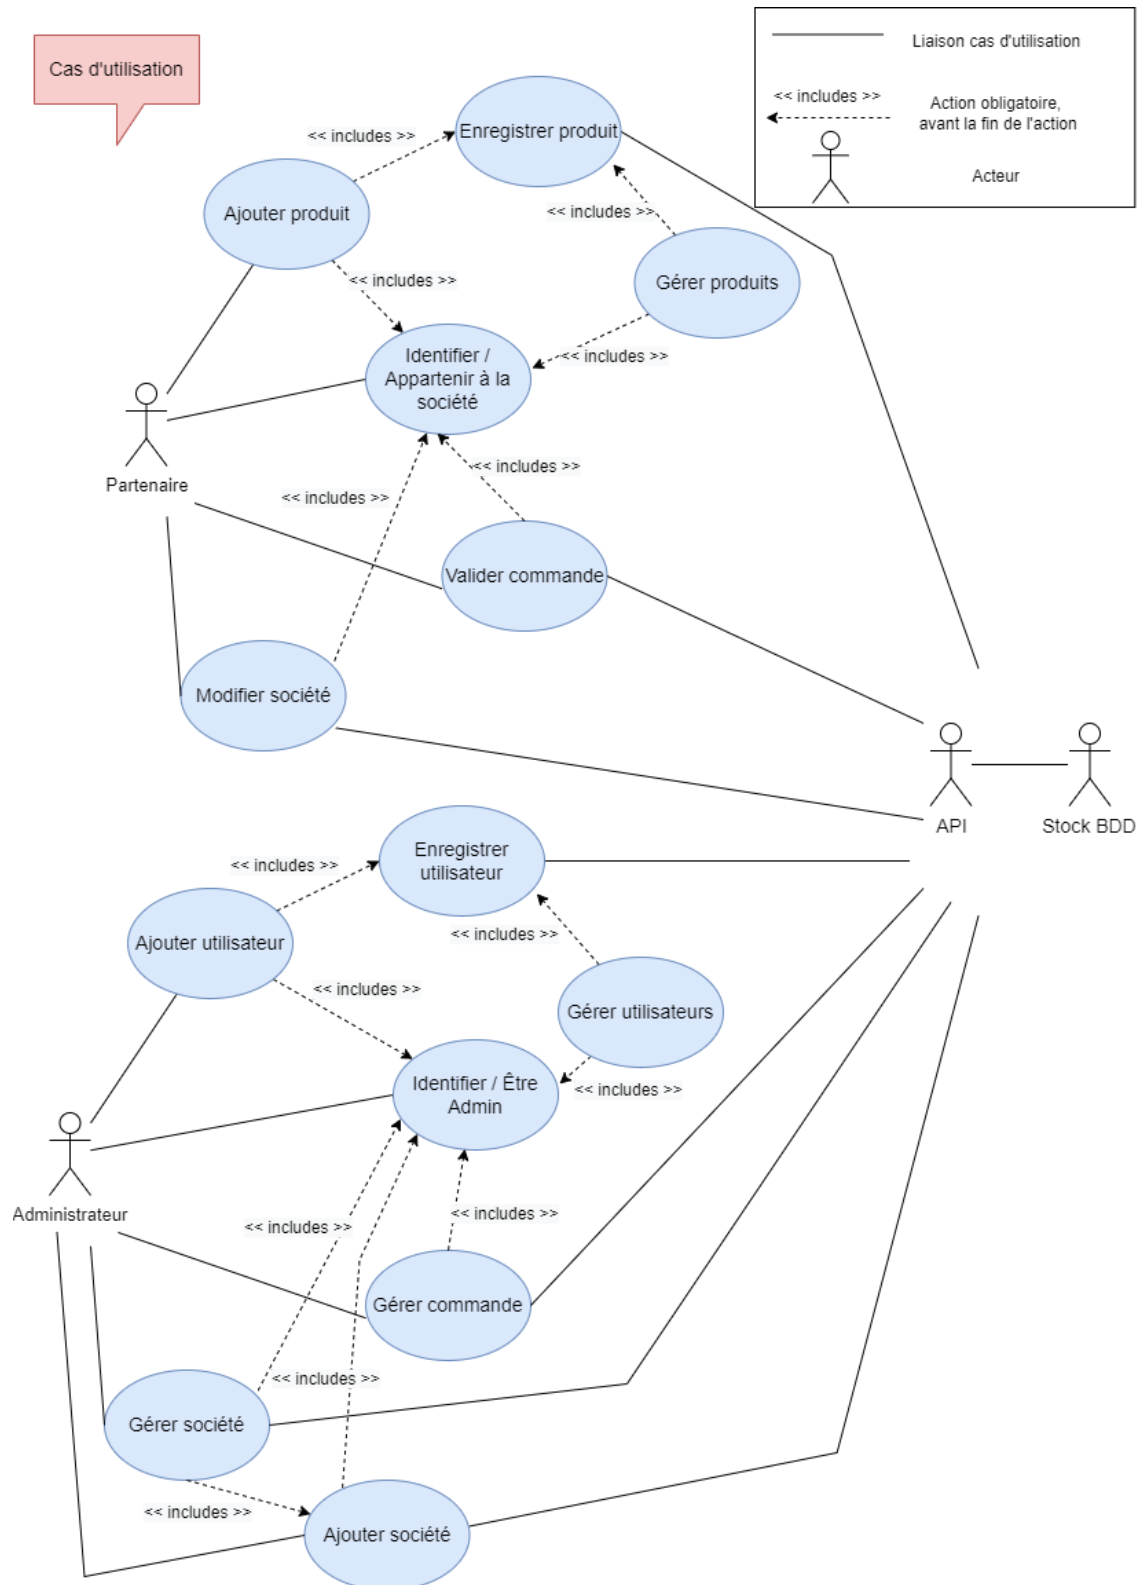 Cas d'utilisation
Liaison cas d'utilisation
<< includes >>
Action obligatoire,
avant la fin de l'action
Acteur
<< includes >>
Enregistrer produit
Ajouter produit
<< includes >>
<< includes >>
Gérer produits
Identifier /
Appartenir à la
société
<< includes >>
Partenaire
<< includes >>
<< includes >>
Valider commande
Modifier société
API
Stock BDD
Enregistrer
utilisateur
<< includes >>
Ajouter utilisateur
<< includes >>
<< includes >>
Gérer utilisateurs
Identifier / Être
Admin
<< includes >>
Administrateur
<< includes >>
<< includes >>
Gérer commande
<< includes >>
Gérer société
<< includes >>
Ajouter société